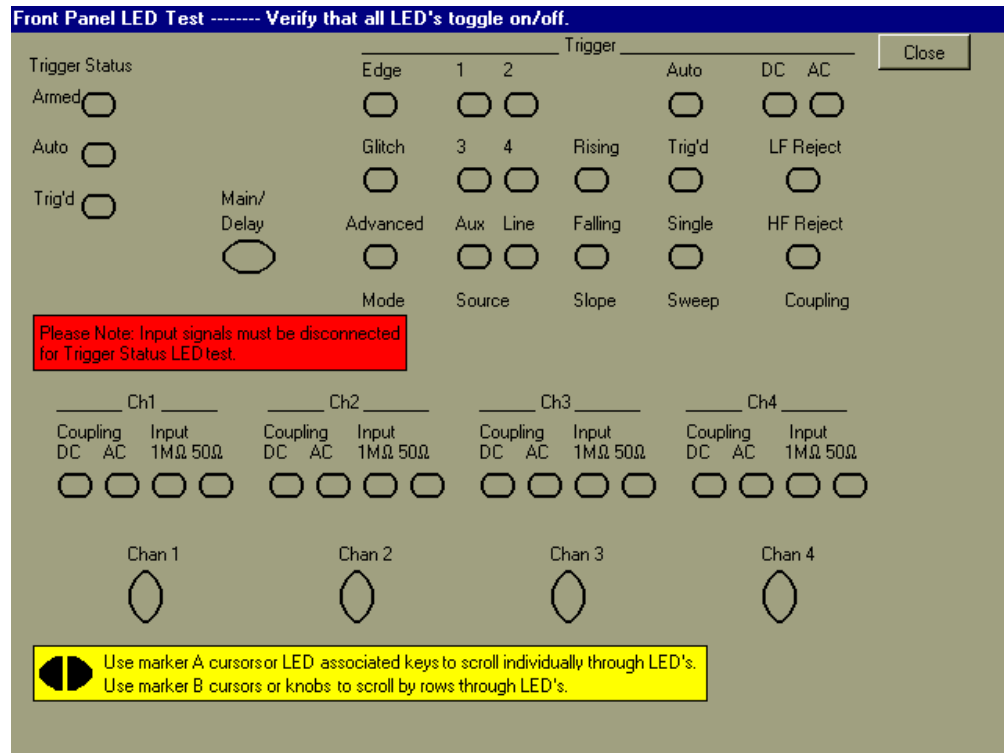 Front Panel LED Test -------- Verify that all LED's toggle on/off.
Trigger
Close
Trigger Status
Edge 1 2 Auto DC AC
Armed
Auto
Glitch 3 4 Rising Trig'd LF Reject
Trig'd
Main/
Delay
Advanced Aux Line Falling Single HF Reject
Mode Source Slope Sweep Coupling
Please Note: Input signals must be disconnected
for Trigger Status LED test.
Ch1 Ch2 Ch3 Ch4
Coupling Input Coupling Input Coupling Input Coupling Input
DC AC 1MΩ 50Ω DC AC 1MΩ 50Ω DC AC 1MΩ 50Ω DC AC 1MΩ 50Ω
Chan 1 Chan 2 Chan 3 Chan 4
Use marker A cursors or LED associated keys to scroll individually through LED's.
Use marker B cursors or knobs to scroll by rows through LED's.